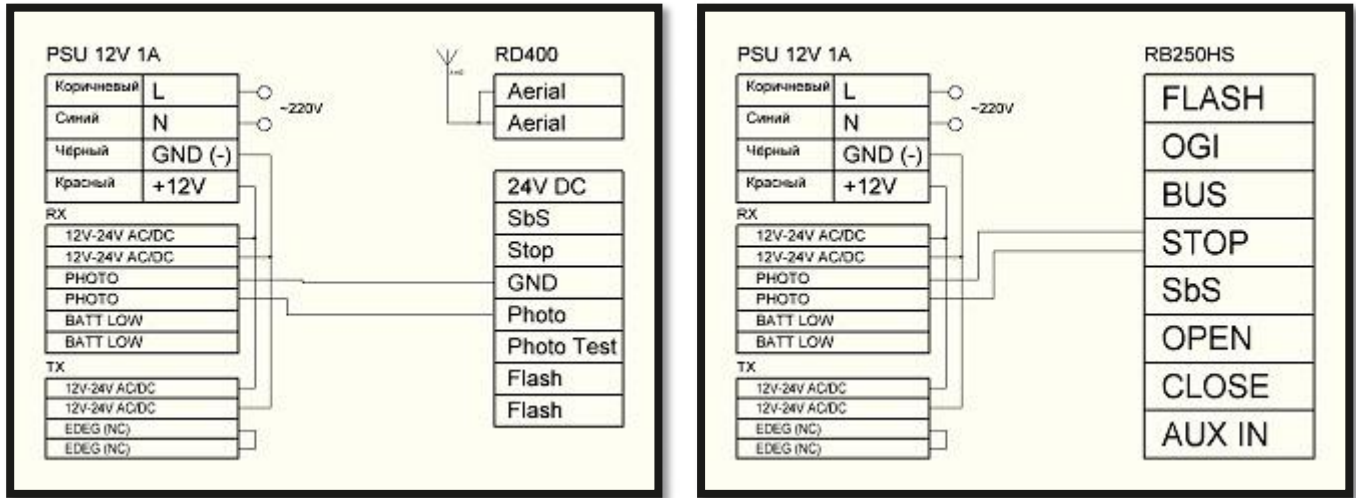 PSU 12V 1A
Коричневый L
Синий N
~220V
Чёрный GND (-)
Красный +12V
RX
12V-24V AC/DC
12V-24V AC/DC
PHOTO
PHOTO
BATT LOW
BATT LOW
TX
12V-24V AC/DC
12V-24V AC/DC
EDEG (NC)
EDEG (NC)
RD400
Aerial
Aerial
24V DC
SbS
Stop
GND
Photo
Photo Test
Flash
Flash
PSU 12V 1A
Коричневый L
Синий N
~220V
Чёрный GND (-)
Красный +12V
RX
12V-24V AC/DC
12V-24V AC/DC
PHOTO
PHOTO
BATT LOW
BATT LOW
TX
12V-24V AC/DC
12V-24V AC/DC
EDEG (NC)
EDEG (NC)
RB250HS
FLASH
OGI
BUS
STOP
SbS
OPEN
CLOSE
AUX IN